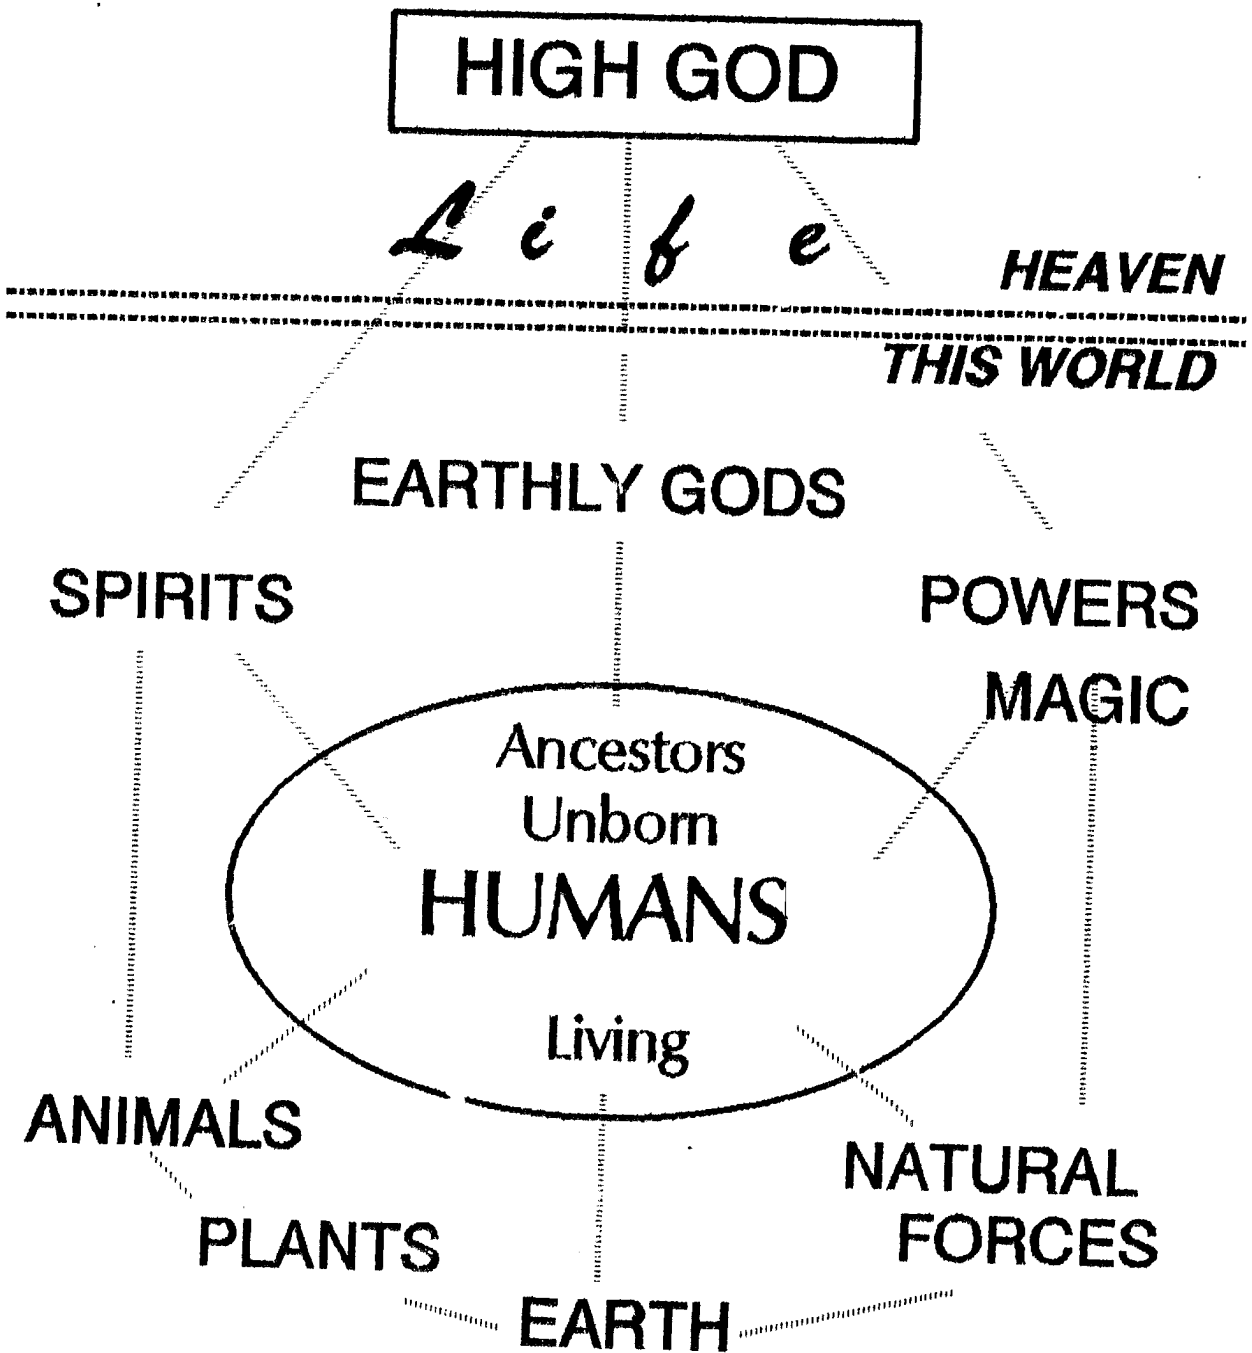 HIGH GOD
Life
HEAVEN
THIS WORLD
EARTHLY GODS
SPIRITS
POWERS
MAGIC
Ancestors
Unborn
HUMANS
Living
ANIMALS
NATURAL
FORCES
PLANTS
EARTH